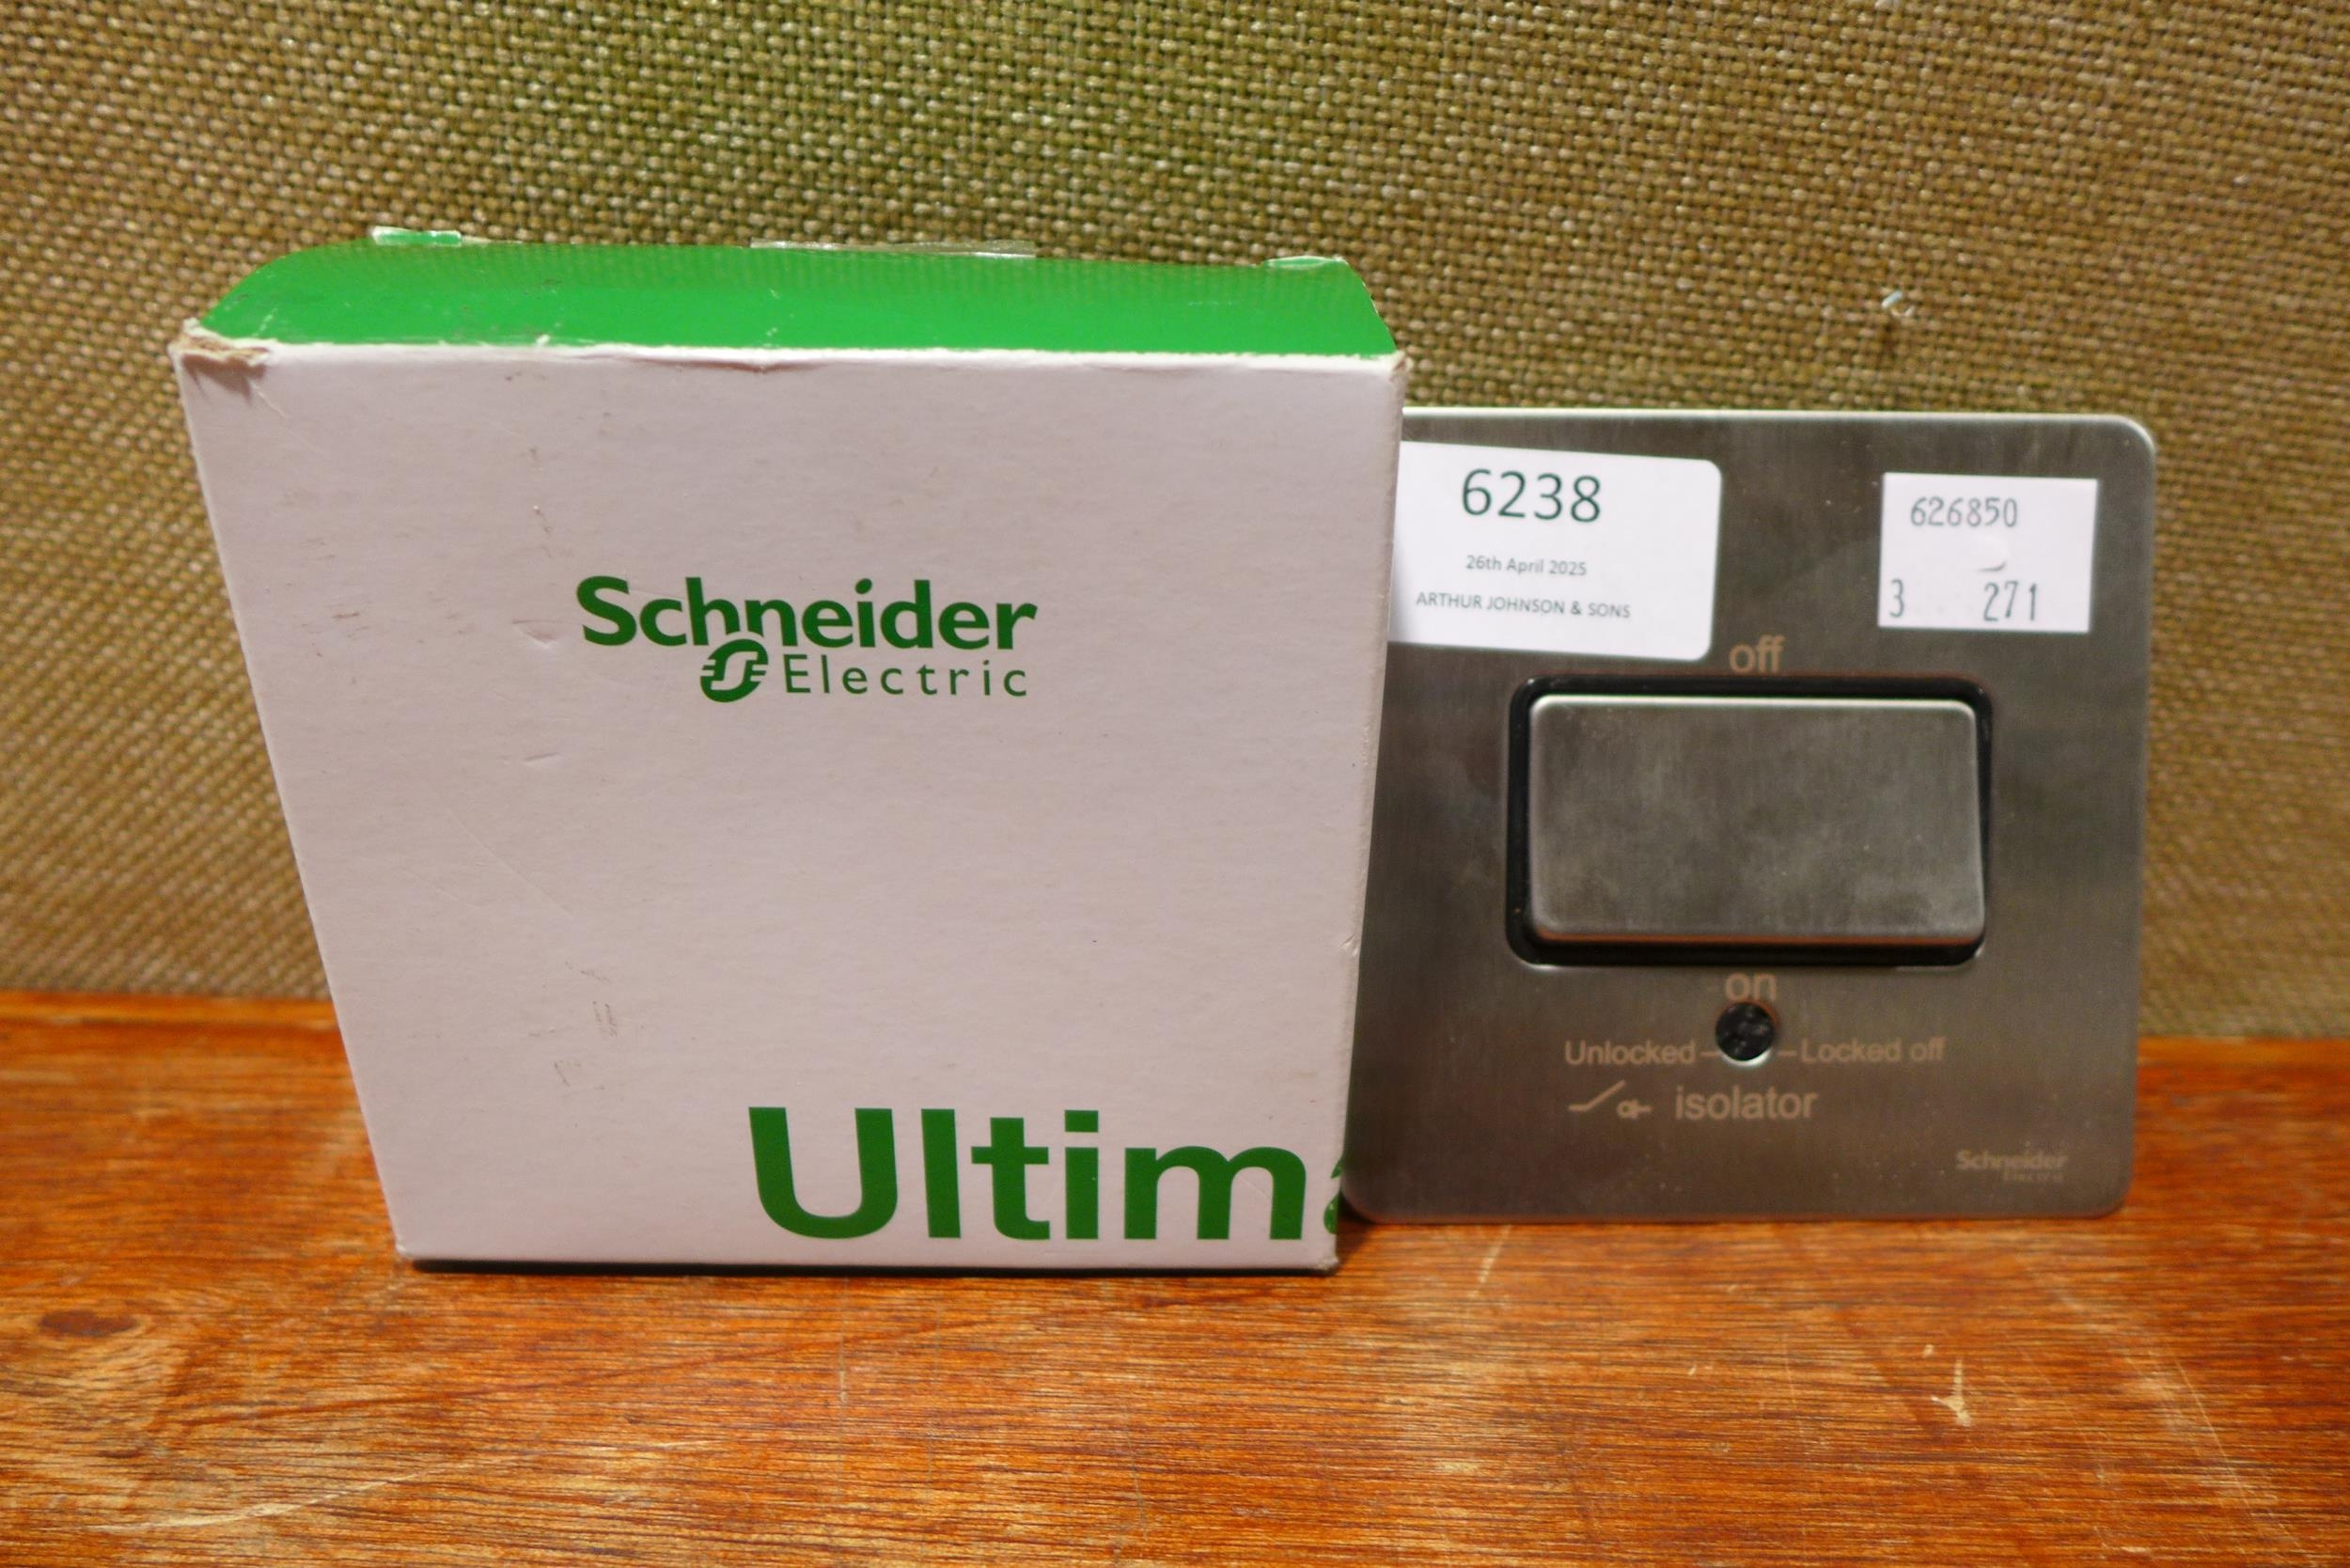 Schneider
Electric
Ultima
6238
26th April 2025
ARTHUR JOHNSON & SONS
626850
3 271
off
on
Unlocked Locked off
isolator
Schneider
Electric